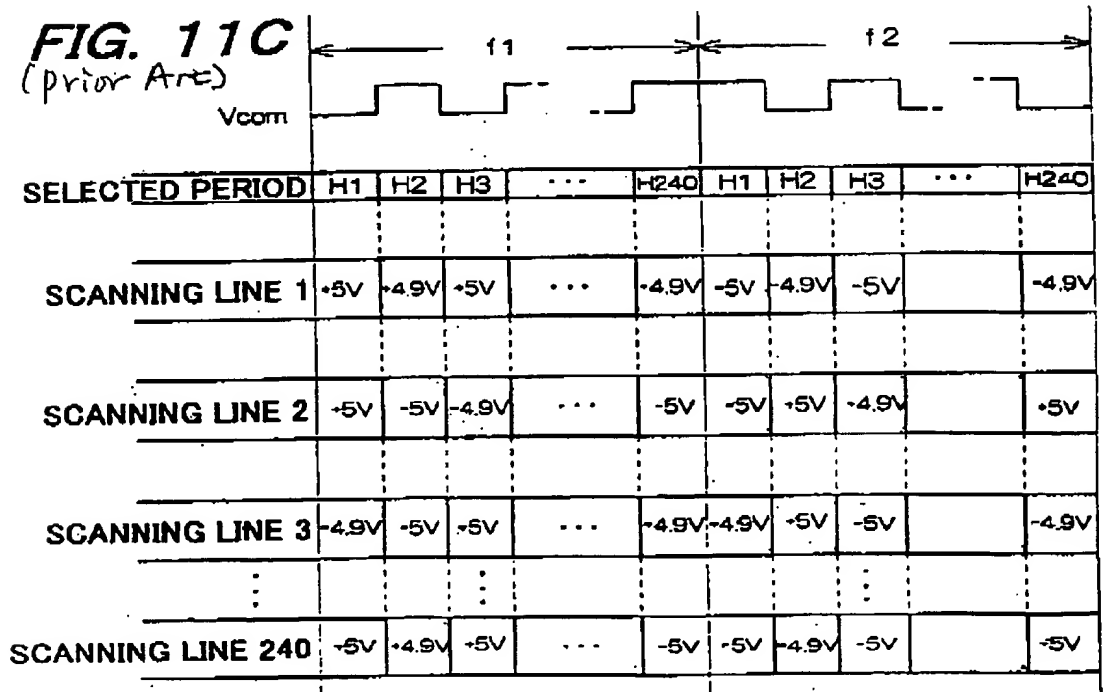 FIG. 11C
(prior Art)
f1 f2
Vcom
SELECTED PERIOD H1 H2 H3 ... H240 H1 H2 H3 ... H240
SCANNING LINE 1 +5V +4.9V +5V ... +4.9V -5V -4.9V -5V -4.9V
SCANNING LINE 2 +5V -5V -4.9V ... -5V -5V +5V +4.9V +5V
SCANNING LINE 3 -4.9V -5V +5V ... -4.9V -4.9V +5V -5V -4.9V
SCANNING LINE 240 -5V +4.9V +5V ... -5V -5V -4.9V -5V -5V